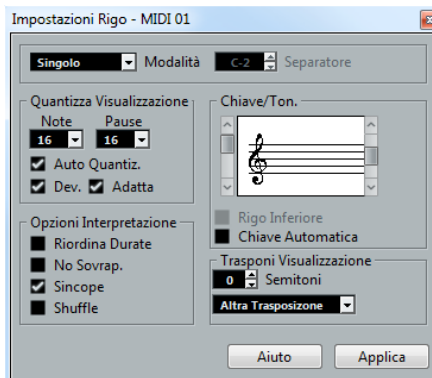 Impostazioni Rigo - MIDI 01
Singolo Modalità C-2 Separatore
Quantizza Visualizzazione
Note Pause
16 16
Auto Quantiz.
Dev. Adatta
Opzioni Interpretazione
Riordina Durate
No Sovrap.
Sincope
Shuffle
Chiave/Ton.
Rigo Inferiore
Chiave Automatica
Trasponi Visualizzazione
0 Semitoni
Altra Trasposizone
Aiuto Applica